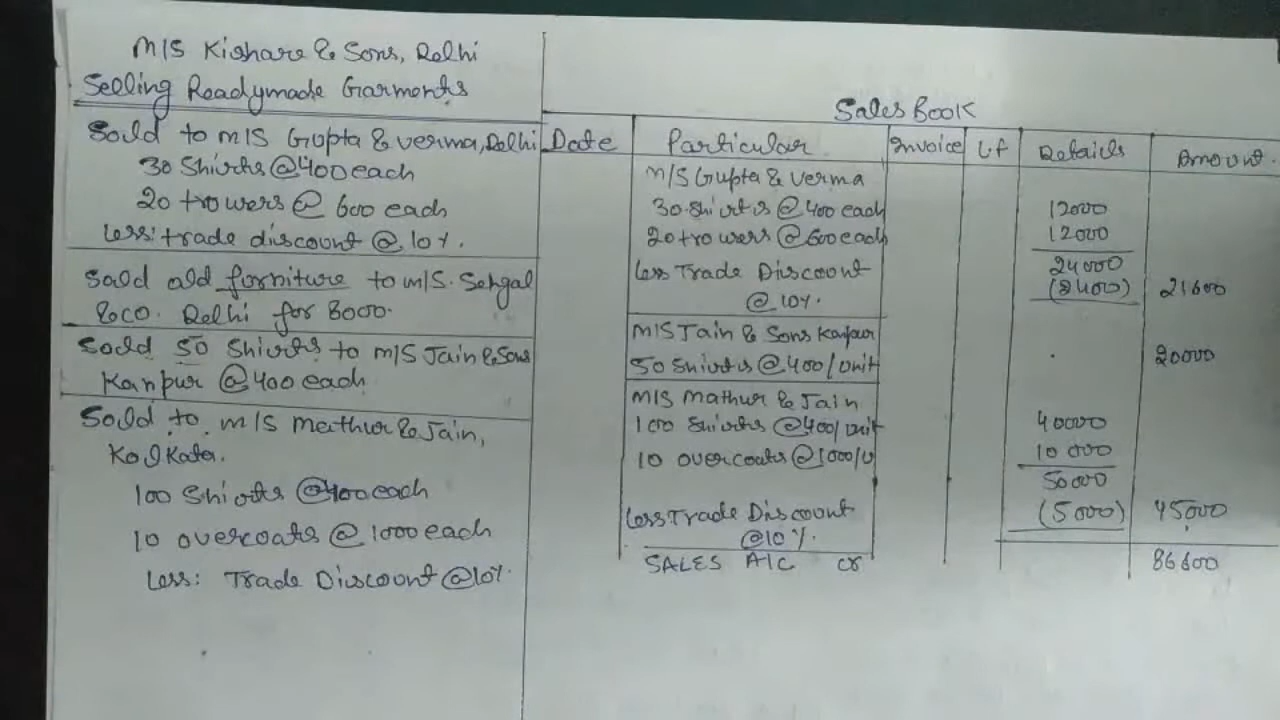 M/S Kishare & Sons, Delhi
Selling Readymade Garments
Sold to M/S Gupta & verma, Delhi
30 Shirts @ 400 each
20 trowers @ 600 each
Less: trade discount @ 10%.
Sold old forniture to M/S. Sehgal
& co. Delhi for 8000.
Sold 50 Shirts to M/S Jain & Sons
Kanpur @ 400 each
Sold to M/S Mathur & Jain,
Kolkata.
100 Shirts @ 400 each
10 overcoats @ 1000 each
Less: Trade Discount @ 10%.
Sales Book
Date Particular Invoice L.f Details Amount.
M/S Gupta & verma
30 Shirts @ 400 each 12000
20 trowers @ 600 each 12000
24000
Less Trade Discount (2400) 21600
@ 10%.
M/S Jain & Sons Kanpur
50 Shirts @ 400/unit 20000
M/S Mathur & Jain
100 Shirts @ 400/unit 40000
10 overcoats @ 1000/U 10000
50000
Less Trade Discount (5000) 45000
@ 10%.
SALES A/C cr 86600